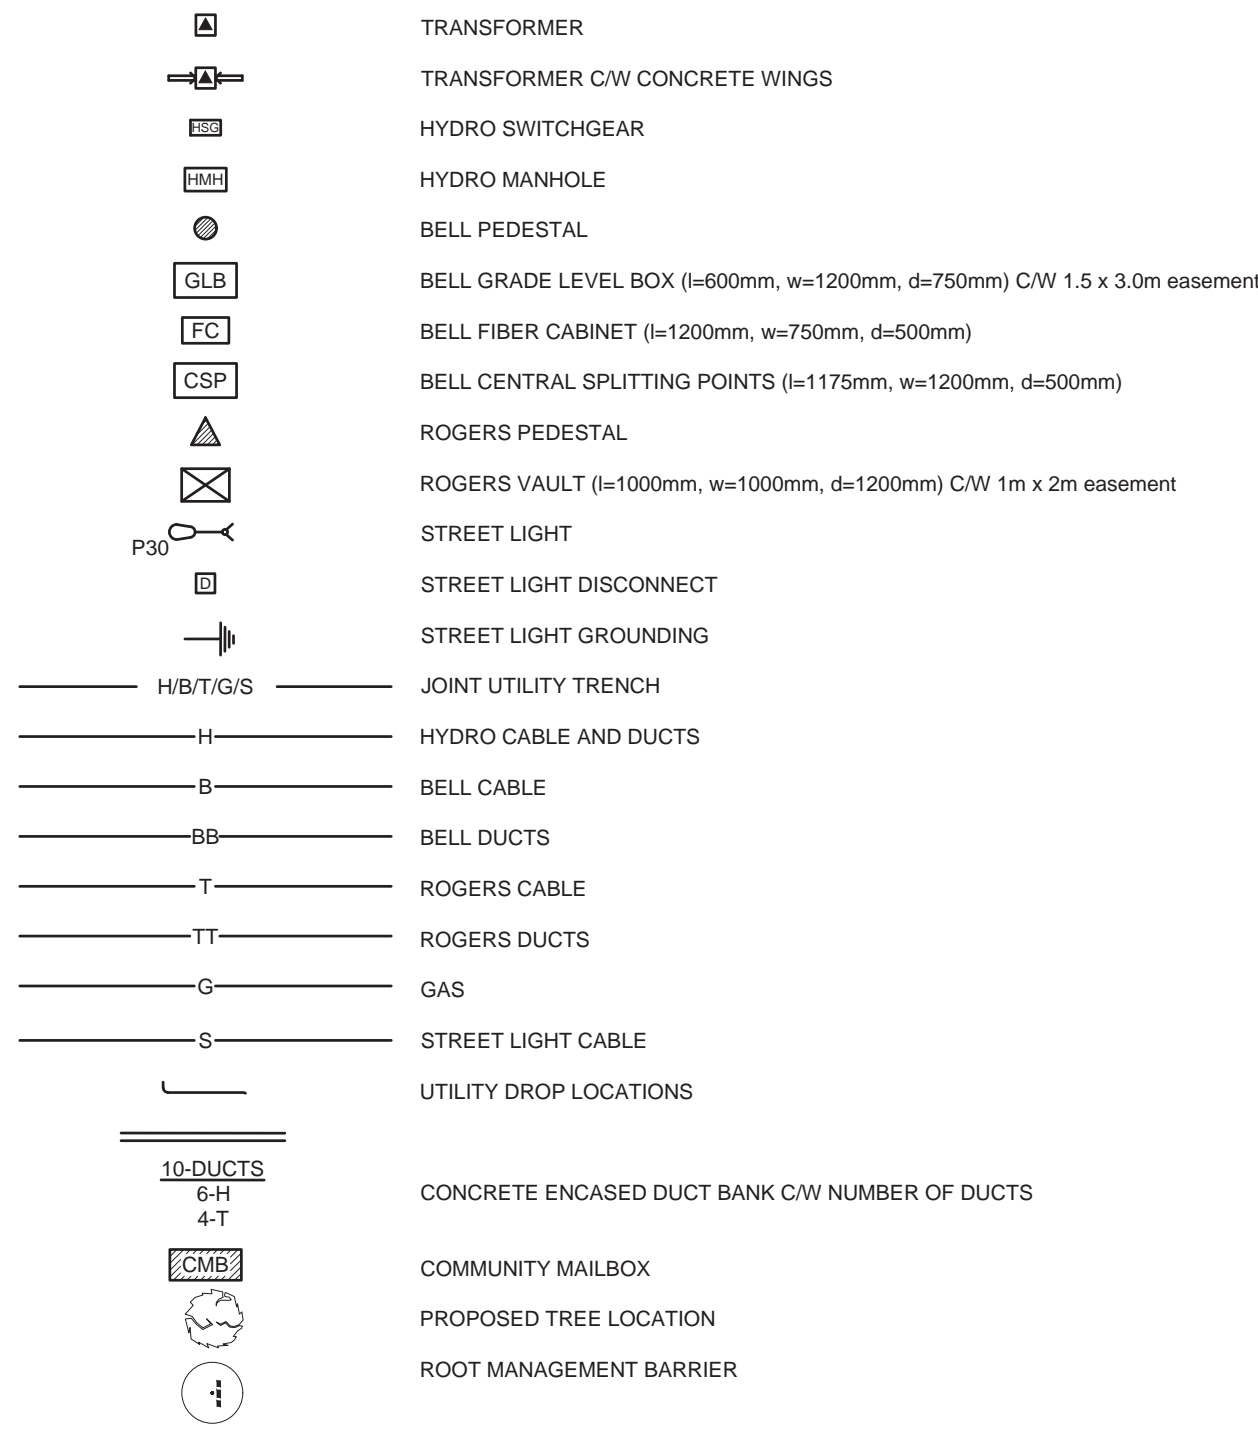 TRANSFORMER
TRANSFORMER C/W CONCRETE WINGS
HSG HYDRO SWITCHGEAR
HMH HYDRO MANHOLE
BELL PEDESTAL
GLB BELL GRADE LEVEL BOX (l=600mm, w=1200mm, d=750mm) C/W 1.5 x 3.0m easement
FC BELL FIBER CABINET (l=1200mm, w=750mm, d=500mm)
CSP BELL CENTRAL SPLITTING POINTS (l=1175mm, w=1200mm, d=500mm)
ROGERS PEDESTAL
ROGERS VAULT (l=1000mm, w=1000mm, d=1200mm) C/W 1m x 2m easement
P30 STREET LIGHT
D STREET LIGHT DISCONNECT
STREET LIGHT GROUNDING
H/B/T/G/S JOINT UTILITY TRENCH
H HYDRO CABLE AND DUCTS
B BELL CABLE
BB BELL DUCTS
T ROGERS CABLE
TT ROGERS DUCTS
G GAS
S STREET LIGHT CABLE
UTILITY DROP LOCATIONS
10-DUCTS
6-H CONCRETE ENCASED DUCT BANK C/W NUMBER OF DUCTS
4-T
CMB COMMUNITY MAILBOX
PROPOSED TREE LOCATION
ROOT MANAGEMENT BARRIER